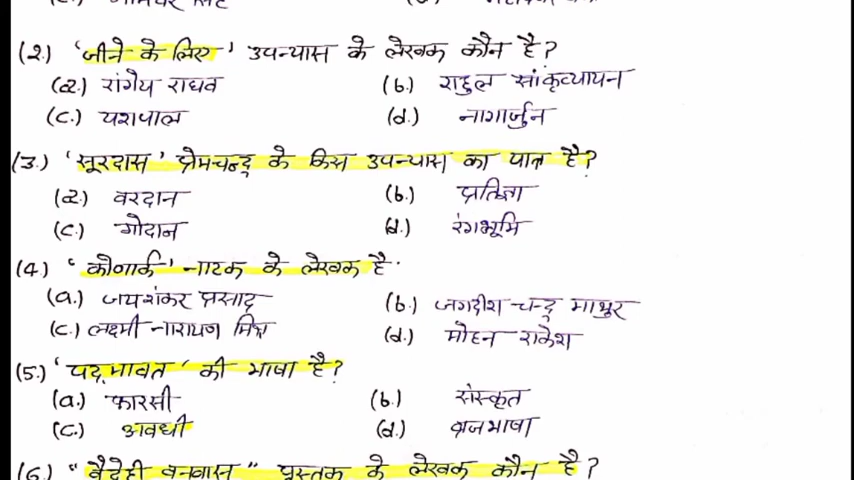 (2.) 'जीने के लिए' उपन्यास के लेखक कौन है?
(a.) रांगेय राघव (b.) राहुल सांकृत्यायन
(c.) यशपाल (d.) नागार्जुन
(3.) 'सूरदास' प्रेमचन्द्र के किस उपन्यास का पात्र है?
(a.) वरदान (b.) प्रतिज्ञा
(c.) गोदान (d.) रंगभूमि
(4) 'कोणार्क' नाटक के लेखक है
(a.) जयशंकर प्रसाद (b.) जगदीश चन्द्र माथुर
(c.) लक्ष्मी नारायण मिश्र (d.) मोहन राकेश
(5.) 'पद्मावत' की भाषा है?
(a.) फारसी (b.) संस्कृत
(c.) अवधी (d.) ब्रजभाषा
(6.) "वैदेही वनवास" पुस्तक के लेखक कौन है?